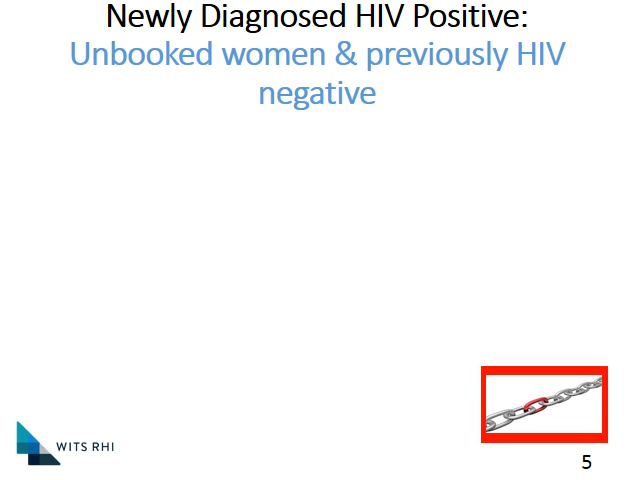 Newly Diagnosed HIV Positive:
Unbooked women & previously HIV
negative
WITS RHI
5